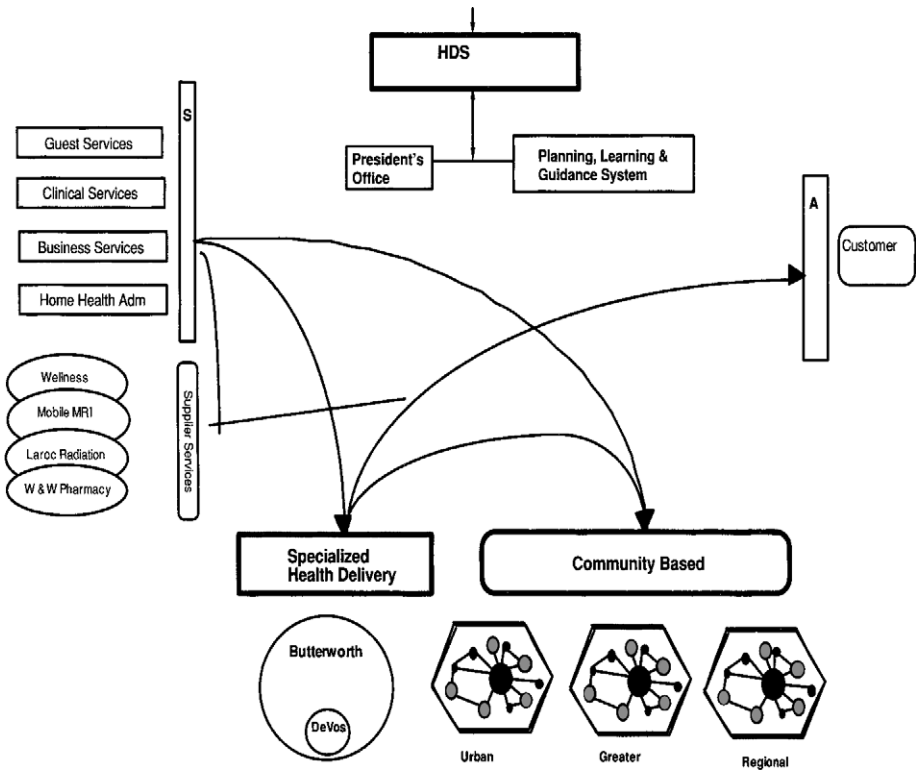 HDS
S
Guest Services
President's
Office
Planning, Learning &
Guidance System
Clinical Services
A
Business Services
Customer
Home Health Adm
Wellness
Mobile MRI
Laroc Radiation
W & W Pharmacy
Supplier Services
Specialized
Health Delivery
Community Based
Butterworth
DeVos
Urban
Greater
Regional